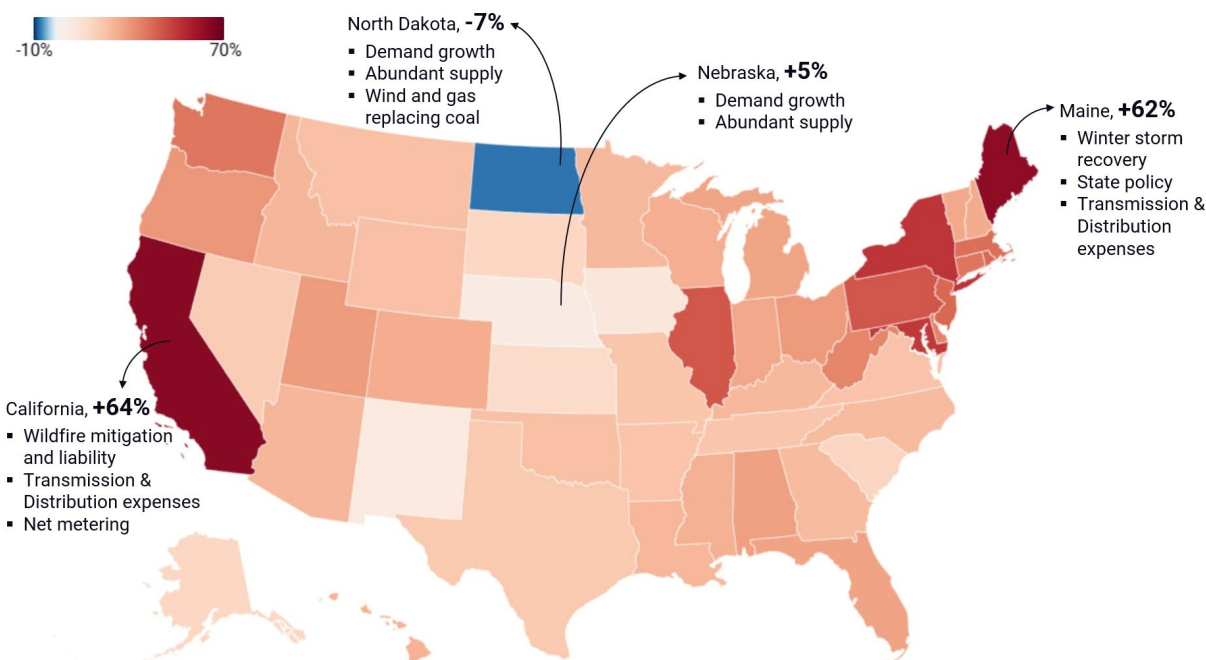 -10%
70%
North Dakota, -7%
▪ Demand growth
▪ Abundant supply
▪ Wind and gas
replacing coal
Nebraska, +5%
▪ Demand growth
▪ Abundant supply
Maine, +62%
▪ Winter storm
recovery
▪ State policy
▪ Transmission &
Distribution
expenses
California, +64%
▪ Wildfire mitigation
and liability
▪ Transmission &
Distribution expenses
▪ Net metering